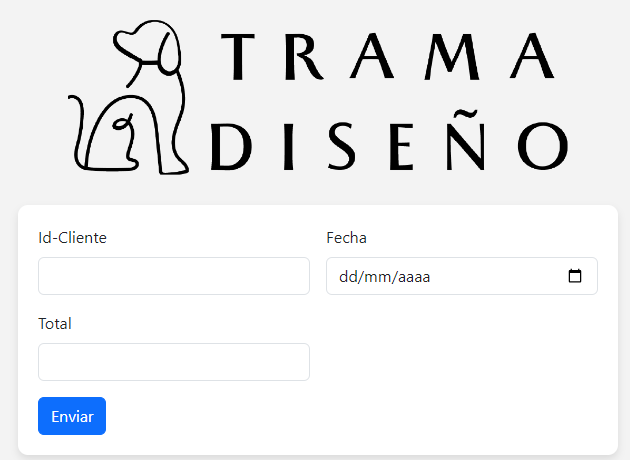 TRAMA
DISEÑO
Id-Cliente
Fecha
dd/mm/aaaa
Total
Enviar